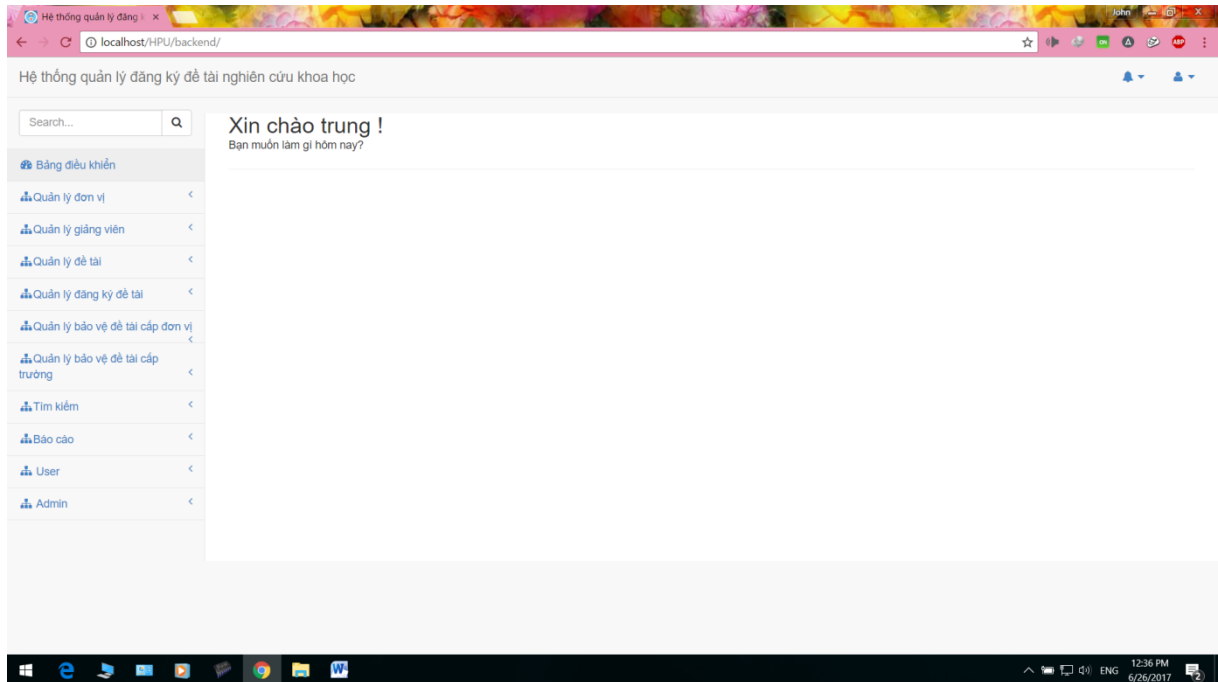 Hệ thống quản lý đăng k
John
localhost/HPU/backend/
ON
ABP
Hệ thống quản lý đăng ký đề tài nghiên cứu khoa học
Search...
Xin chào trung !
Bạn muốn làm gì hôm nay?
Bảng điều khiển
Quản lý đơn vị
Quản lý giảng viên
Quản lý đề tài
Quản lý đăng ký đề tài
Quản lý bảo vệ đề tài cấp đơn vị
Quản lý bảo vệ đề tài cấp
trường
Tìm kiếm
Báo cáo
User
Admin
ENG
12:36 PM
6/26/2017